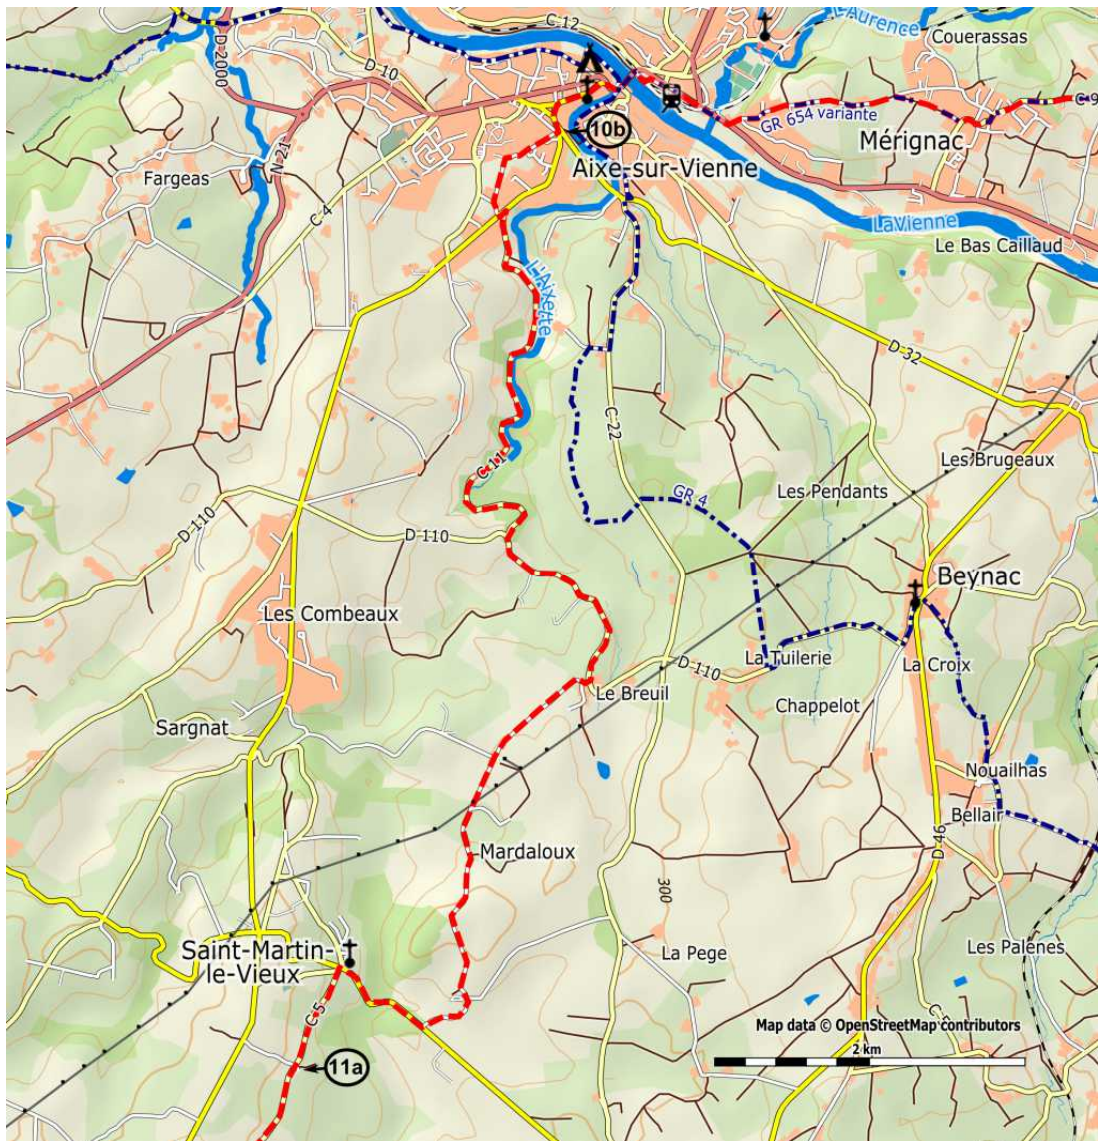 C 12
L'Aurence
Couerassas
D 2000
D 10
C 9
GR 654 variante
10b
Mérignac
N 21
Aixe-sur-Vienne
Fargeas
C 4
La Vienne
Le Bas Caillaud
L'Aixette
D 32
C 22
C 11
Les Brugeaux
GR 4
Les Pendants
D 110
D 110
Beynac
Les Combeaux
La Tuilerie
La Croix
D 110
Le Breuil
Chappelot
Sargnat
Nouailhas
Bellair
D 46
Mardaloux
300
Saint-Martin-
le-Vieux
La Pege
Les Palènes
C 5
C 5
Map data © OpenStreetMap contributors
2 km
11a